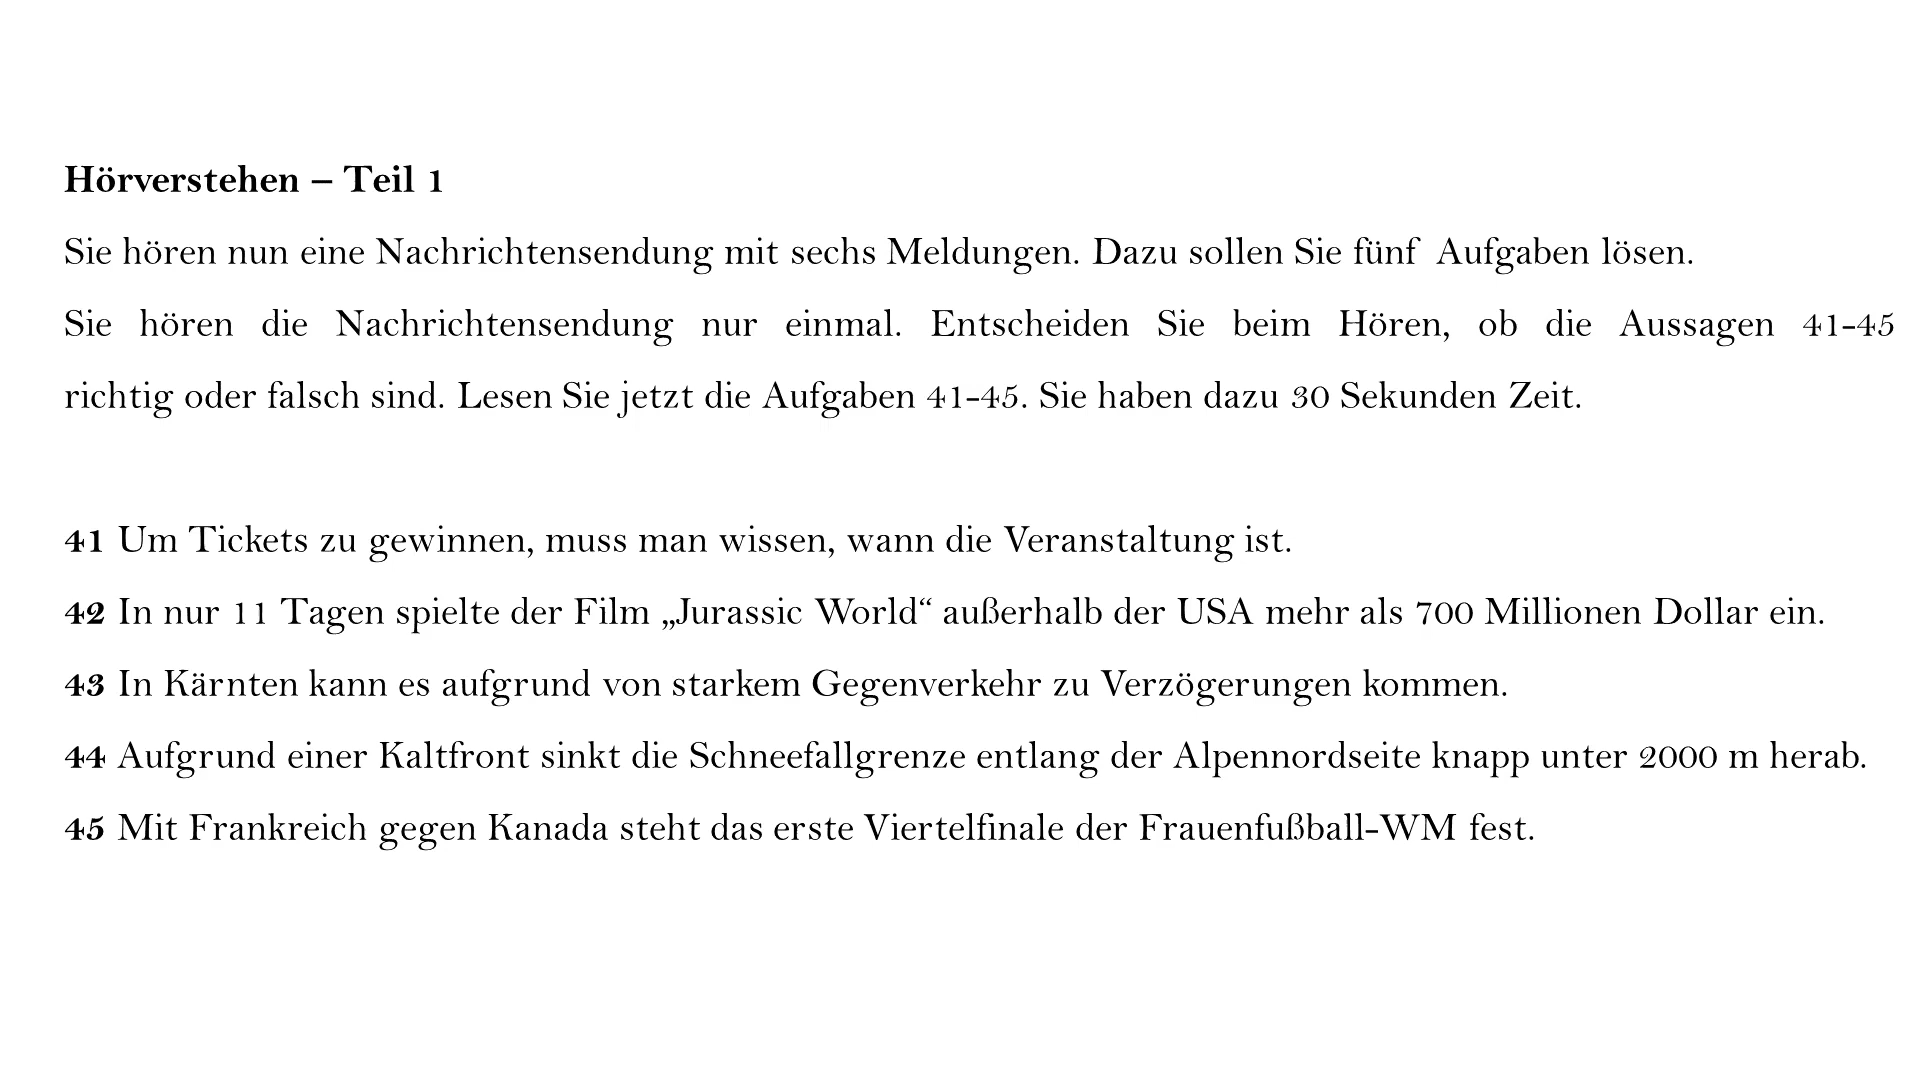 Hörverstehen – Teil 1
Sie hören nun eine Nachrichtensendung mit sechs Meldungen. Dazu sollen Sie fünf Aufgaben lösen.
Sie hören die Nachrichtensendung nur einmal. Entscheiden Sie beim Hören, ob die Aussagen 41-45
richtig oder falsch sind. Lesen Sie jetzt die Aufgaben 41-45. Sie haben dazu 30 Sekunden Zeit.
41 Um Tickets zu gewinnen, muss man wissen, wann die Veranstaltung ist.
42 In nur 11 Tagen spielte der Film „Jurassic World“ außerhalb der USA mehr als 700 Millionen Dollar ein.
43 In Kärnten kann es aufgrund von starkem Gegenverkehr zu Verzögerungen kommen.
44 Aufgrund einer Kaltfront sinkt die Schneefallgrenze entlang der Alpennordseite knapp unter 2000 m herab.
45 Mit Frankreich gegen Kanada steht das erste Viertelfinale der Frauenfußball-WM fest.